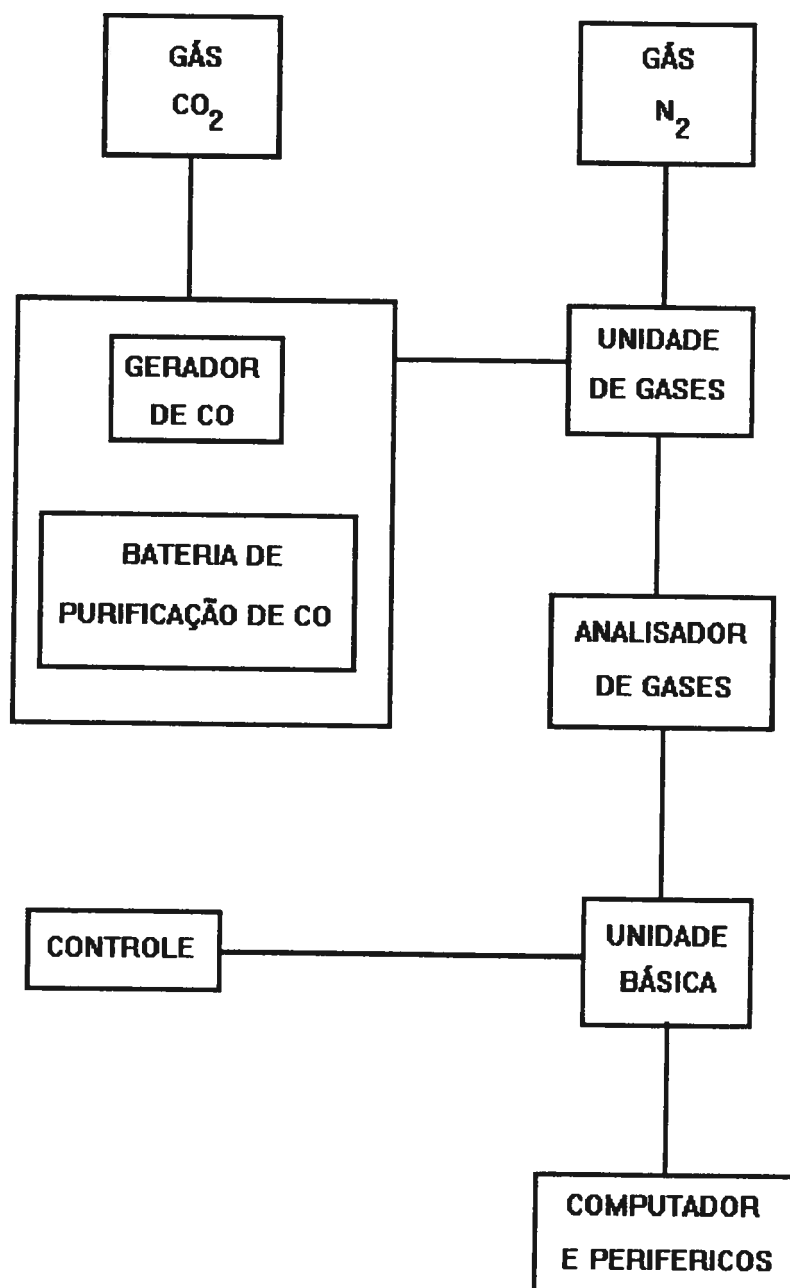 GÁS
CO2
GÁS
N2
GERADOR
DE CO
UNIDADE
DE GASES
BATERIA DE
PURIFICAÇÃO DE CO
ANALISADOR
DE GASES
CONTROLE
UNIDADE
BÁSICA
COMPUTADOR
E PERIFERICOS